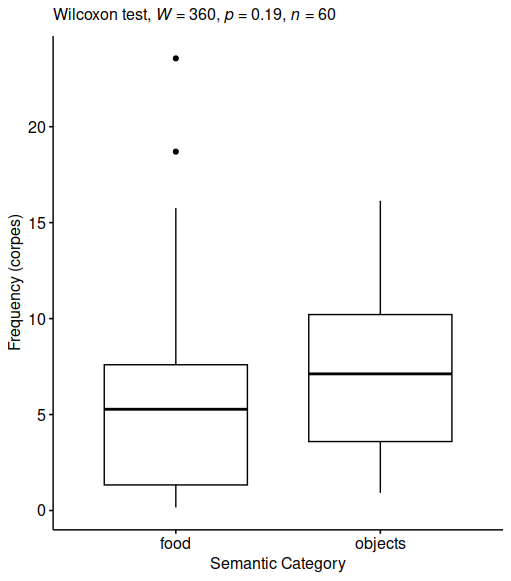 Wilcoxon test, W = 360, p = 0.19, n = 60
Frequency (corpes)
20
15
10
5
0
food objects
Semantic Category